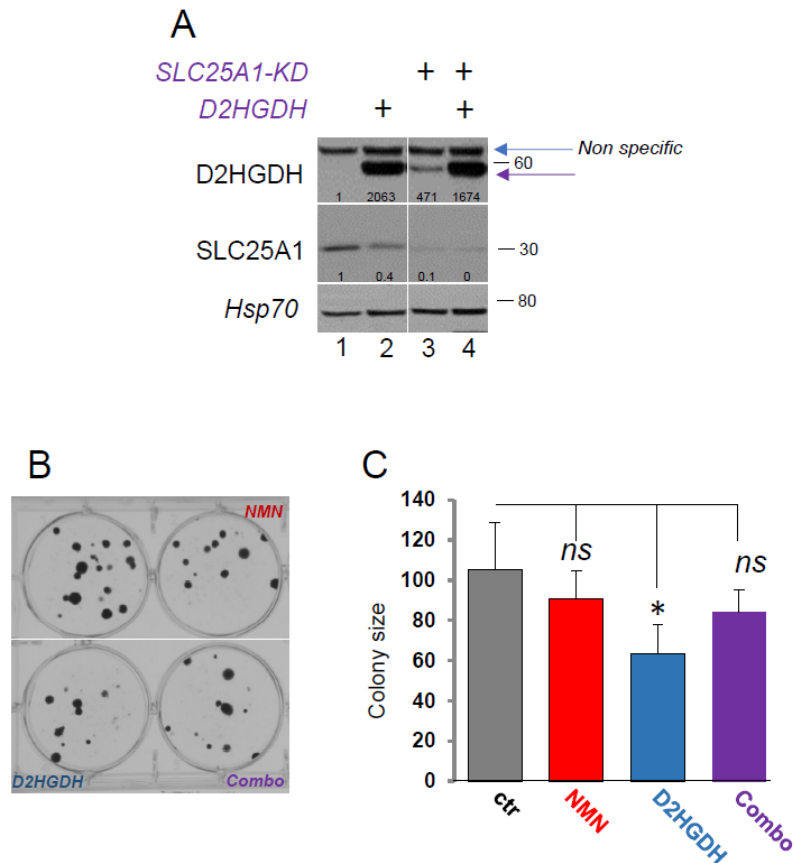 A
SLC25A1-KD + +
D2HGDH + +
Non specific
D2HGDH 60
1 2063 471 1674
SLC25A1 30
1 0.4 0.1 0
Hsp70 80
1 2 3 4
B
NMN
D2HGDH Combo
C
140
120
100
80
60
40
20
0
Colony size
ns
*
ns
ctr
NMN
D2HGDH
Combo